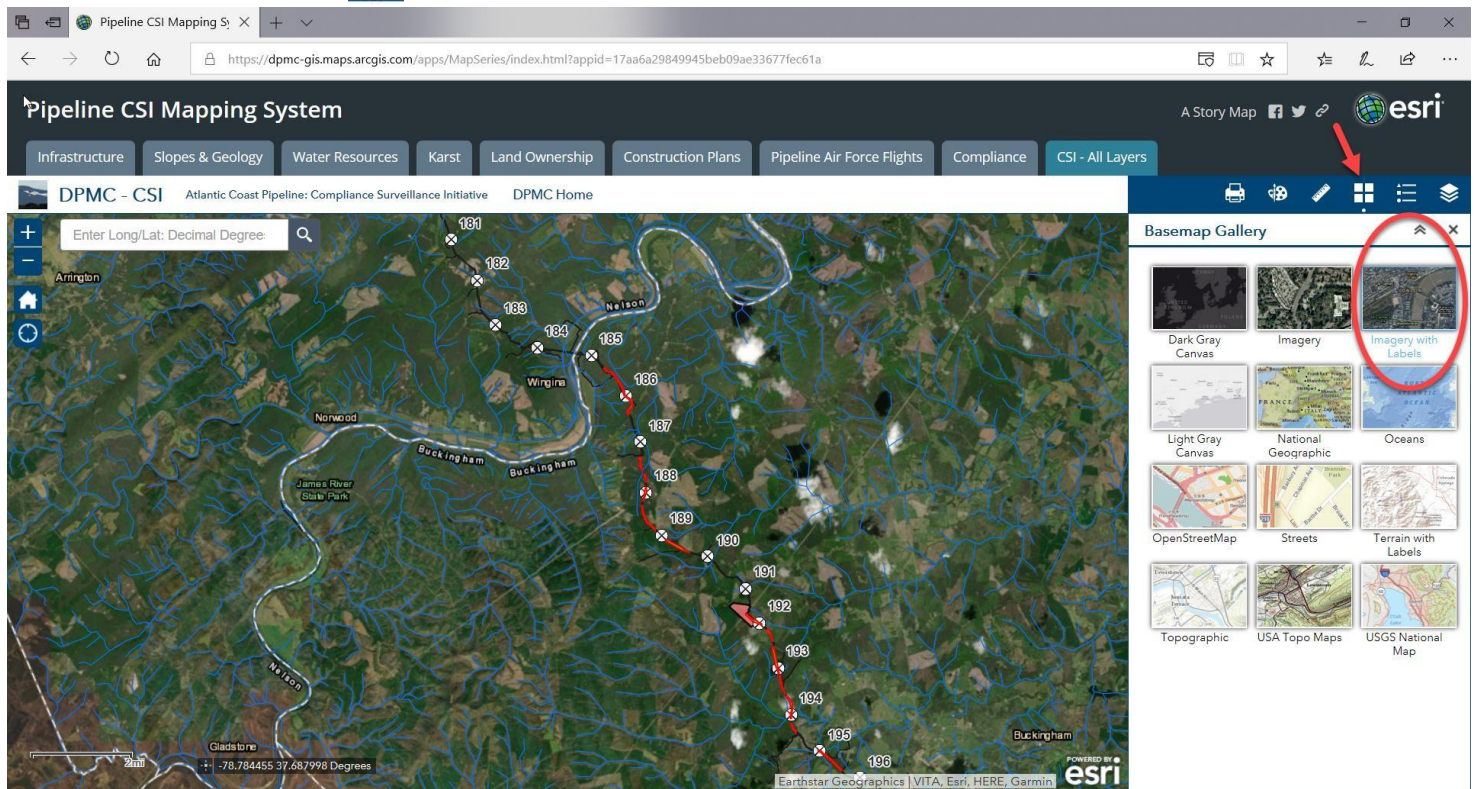 Pipeline CSI Mapping Sy
https://dpmc-gis.maps.arcgis.com/apps/MapSeries/index.html?appid=17aa6a29849945beb09ae33677fec61a
Pipeline CSI Mapping System
A Story Map
esri
Infrastructure
Slopes & Geology
Water Resources
Karst
Land Ownership
Construction Plans
Pipeline Air Force Flights
Compliance
CSI - All Layers
DPMC - CSI
Atlantic Coast Pipeline: Compliance Surveillance Initiative
DPMC Home
Enter Long/Lat: Decimal Degree
Arrington
181
182
183
184
185
186
187
188
189
190
191
192
193
194
195
196
Nelson
Wingina
Norwood
Buckingham
Buckingham
James River
State Park
Nelson
Gladstone
Buckingham
2mi
-78.784455 37.687998 Degrees
Earthstar Geographics | VITA, Esri, HERE, Garmin
POWERED BY
esri
Basemap Gallery
Dark Gray
Canvas
Imagery
Imagery with
Labels
Light Gray
Canvas
National
Geographic
Oceans
OpenStreetMap
Streets
Terrain with
Labels
Topographic
USA Topo Maps
USGS National
Map